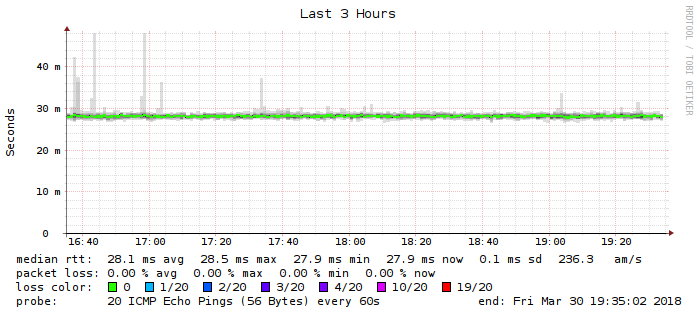 Last 3 Hours
RRDTOOL / TOBI OETIKER
Seconds
40 m
30 m
20 m
10 m
0
16:40 17:00 17:20 17:40 18:00 18:20 18:40 19:00 19:20
median rtt: 28.1 ms avg 28.5 ms max 27.9 ms min 27.9 ms now 0.1 ms sd 236.3 am/s
packet loss: 0.00 % avg 0.00 % max 0.00 % min 0.00 % now
loss color: 0 1/20 2/20 3/20 4/20 10/20 19/20
probe: 20 ICMP Echo Pings (56 Bytes) every 60s end: Fri Mar 30 19:35:02 2018